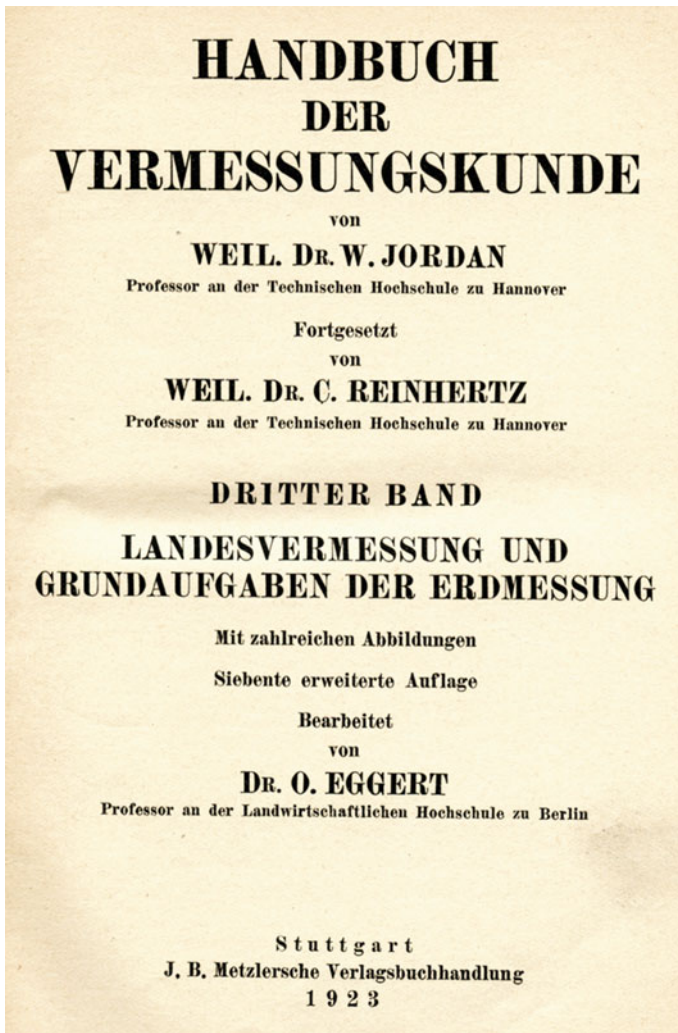 HANDBUCH
DER
VERMESSUNGSKUNDE
von
WEIL. DR. W. JORDAN
Professor an der Technischen Hochschule zu Hannover
Fortgesetzt
von
WEIL. DR. C. REINHERTZ
Professor an der Technischen Hochschule zu Hannover
DRITTER BAND
LANDESVERMESSUNG UND
GRUNDAUFGABEN DER ERDMESSUNG
Mit zahlreichen Abbildungen
Siebente erweiterte Auflage
Bearbeitet
von
DR. O. EGGERT
Professor an der Landwirtschaftlichen Hochschule zu Berlin
Stuttgart
J. B. Metzlersche Verlagsbuchhandlung
1923